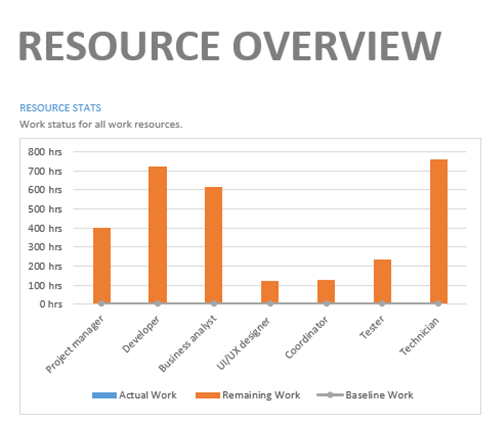 RESOURCE OVERVIEW
RESOURCE STATS
Work status for all work resources.
800 hrs
700 hrs
600 hrs
500 hrs
400 hrs
300 hrs
200 hrs
100 hrs
0 hrs
Project manager
Developer
Business analyst
UI/UX designer
Coordinator
Tester
Technician
Actual Work Remaining Work Baseline Work